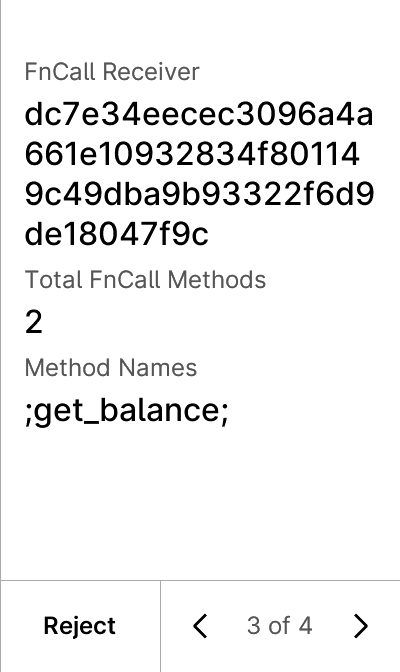 FnCall Receiver
dc7e34eecec3096a4a
661e10932834f80114
9c49dba9b93322f6d9
de18047f9c
Total FnCall Methods
2
Method Names
;get_balance;
Reject
3 of 4